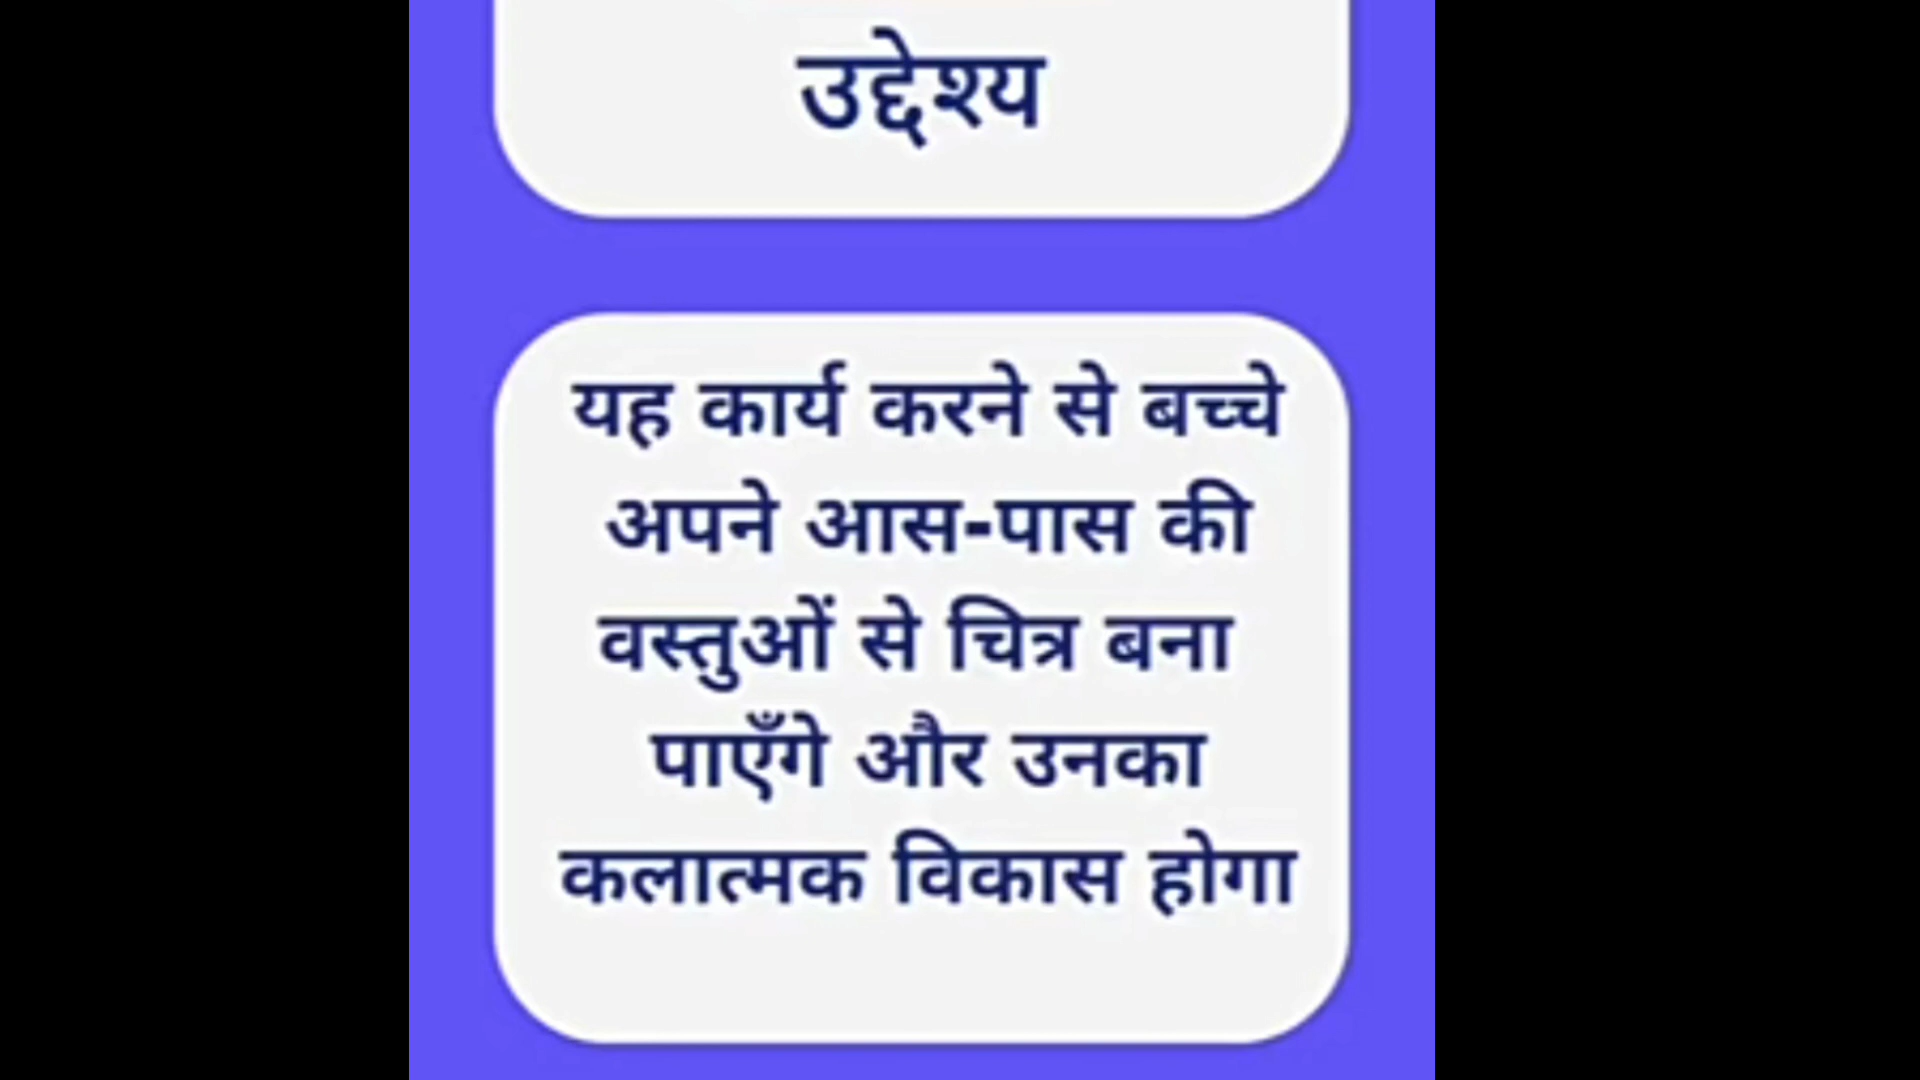 उद्देश्य
यह कार्य करने से बच्चे
अपने आस-पास की
वस्तुओं से चित्र बना
पाएँगे और उनका
कलात्मक विकास होगा